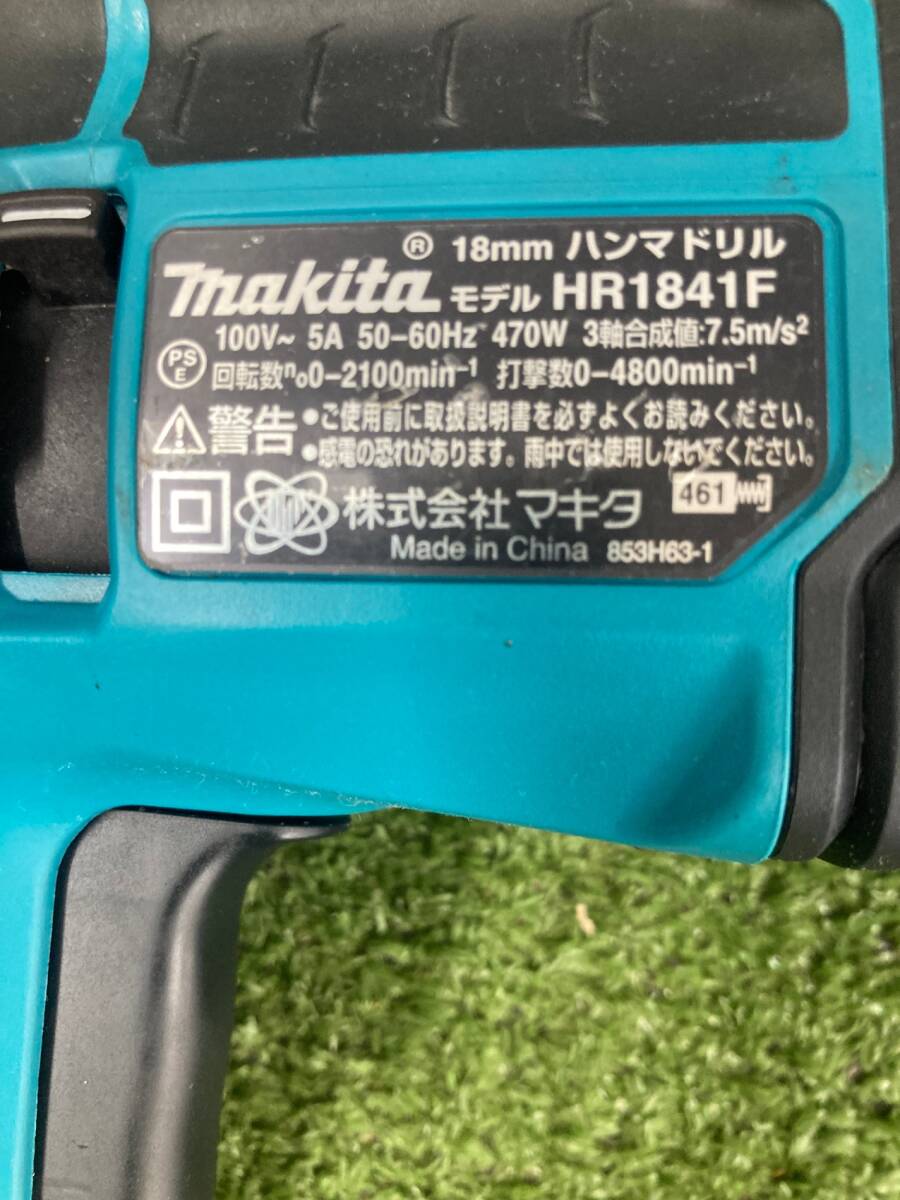 makita® 18mm ハンマドリル
モデル HR1841F
100V~ 5A 50-60Hz 470W 3軸合成値:7.5m/s²
PS
E
回転数n₀0-2100min⁻¹ 打撃数0-4800min⁻¹
警告 •ご使用前に取扱説明書を必ずよくお読みください。
•感電の恐れがあります。雨中では使用しないでください。
株式会社 マキタ 461
Made in China 853H63-1